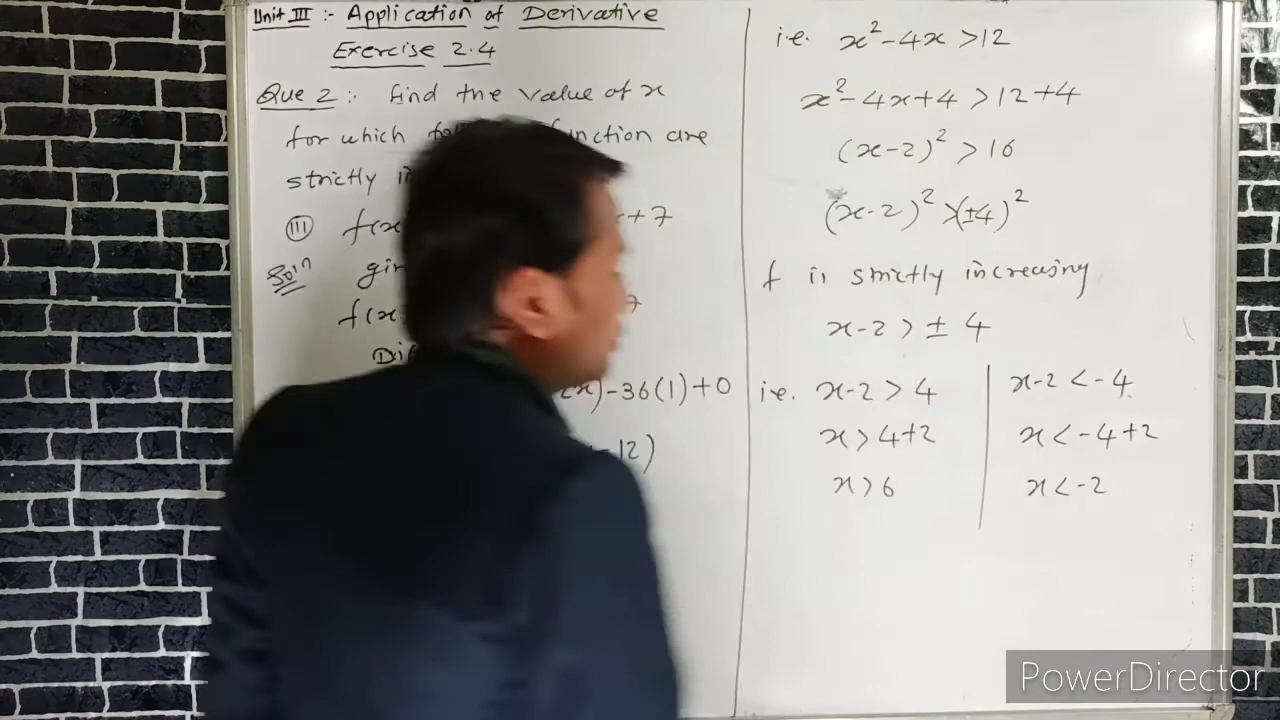 Unit III :- Application of Derivative
Exercise 2.4
Que 2 :- find the value of x
for which function are
strictly
(III) f(x + 7
Soln
f(x 7
(x) - 36(1) + 0
- 12)
i.e. x² - 4x > 12
x² - 4x + 4 > 12 + 4
(x - 2)² > 16
(x - 2)² > (±4)²
f is strictly increasing
x - 2 > ± 4
i.e. x - 2 > 4
x > 4 + 2
x > 6
x - 2 < - 4
x < - 4 + 2
x < - 2
PowerDirector